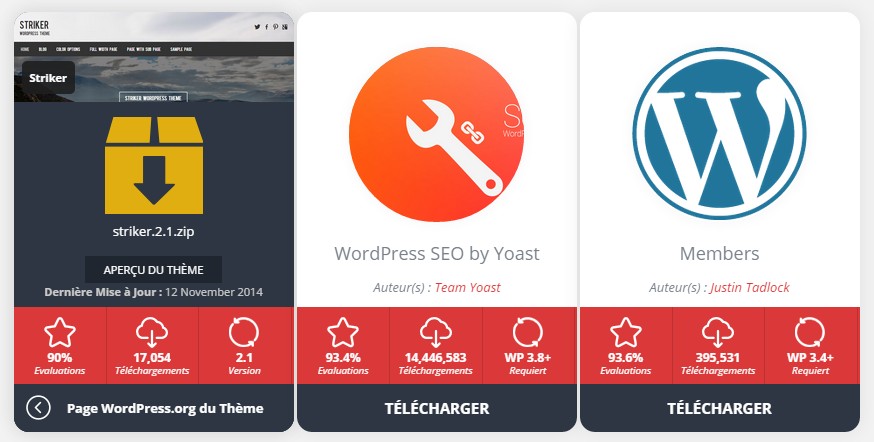 STRIKER
WORDPRESS THEME
HOME BLOG COLOR OPTIONS FULL WIDTH PAGE PAGE WITH SUB PAGE SAMPLE PAGE
Striker
STRIKER WORDPRESS THEME
striker.2.1.zip
APERÇU DU THÈME
Dernière Mise à Jour : 12 November 2014
90%
Evaluations
17,054
Téléchargements
2.1
Version
Page WordPress.org du Thème
WordPress SEO by Yoast
Auteur(s) : Team Yoast
93.4%
Evaluations
14,446,583
Téléchargements
WP 3.8+
Requiert
TÉLÉCHARGER
Members
Auteur(s) : Justin Tadlock
93.6%
Evaluations
395,531
Téléchargements
WP 3.4+
Requiert
TÉLÉCHARGER